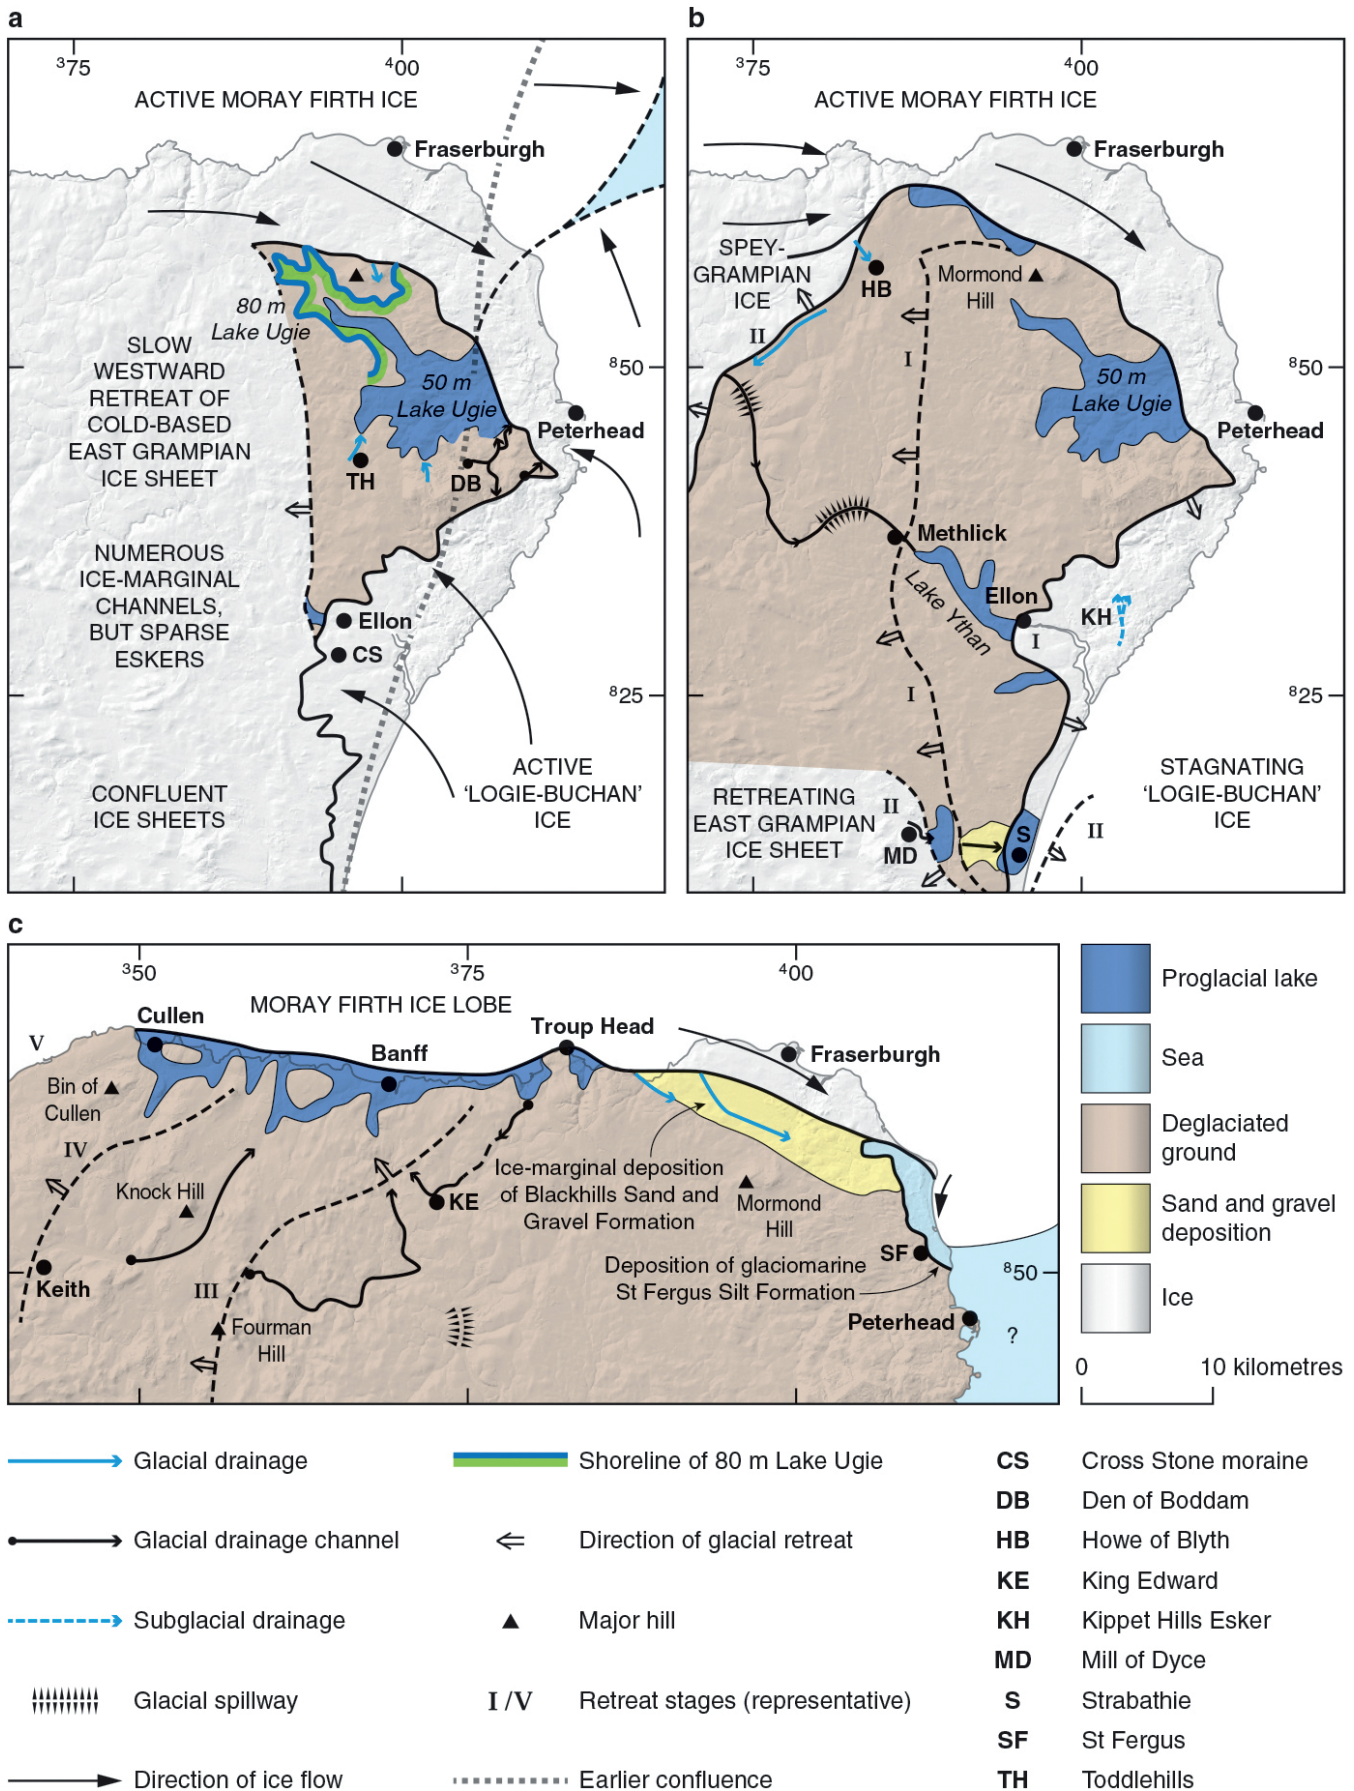 a
375
400
ACTIVE MORAY FIRTH ICE
Fraserburgh
80 m
Lake Ugie
SLOW
WESTWARD
RETREAT OF
COLD-BASED
EAST GRAMPIAN
ICE SHEET
50 m
Lake Ugie
850
Peterhead
TH
DB
NUMEROUS
ICE-MARGINAL
CHANNELS,
BUT SPARSE
ESKERS
Ellon
CS
825
CONFLUENT
ICE SHEETS
ACTIVE
‘LOGIE-BUCHAN’
ICE
b
375
400
ACTIVE MORAY FIRTH ICE
Fraserburgh
SPEY-
GRAMPIAN
ICE
HB
Mormond
Hill
II
I
850
50 m
Lake Ugie
Peterhead
Methlick
Lake Ythan
Ellon
KH
I
I
825
RETREATING
EAST GRAMPIAN
ICE SHEET
II
MD
S
II
STAGNATING
‘LOGIE-BUCHAN’
ICE
c
350
375
400
MORAY FIRTH ICE LOBE
Cullen
Troup Head
V
Banff
Fraserburgh
Bin of
Cullen
IV
Knock Hill
KE
Ice-marginal deposition
of Blackhills Sand and
Gravel Formation
Mormond
Hill
SF
Deposition of glaciomarine
St Fergus Silt Formation
850
Keith
III
Fourman
Hill
Peterhead
?
Proglacial lake
Sea
Deglaciated
ground
Sand and gravel
deposition
Ice
0
10 kilometres
Glacial drainage
Glacial drainage channel
Subglacial drainage
Glacial spillway
Direction of ice flow
Shoreline of 80 m Lake Ugie
Direction of glacial retreat
Major hill
I /V Retreat stages (representative)
Earlier confluence
CS Cross Stone moraine
DB Den of Boddam
HB Howe of Blyth
KE King Edward
KH Kippet Hills Esker
MD Mill of Dyce
S Strabathie
SF St Fergus
TH Toddlehills